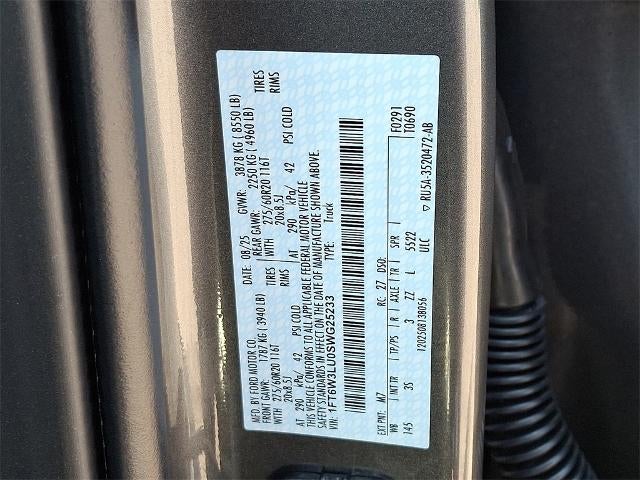 MFD. BY FORD MOTOR CO.
08/25
GVWR: 3878 KG ( 8550 LB)
FRONT GAWR: 1787 KG ( 3940 LB)
REAR GAWR: 2250 KG ( 4960 LB)
WITH 275/60R20 116T TIRES
WITH 275/60R20 116T TIRES
20x8.5J RIMS
20x8.5J RIMS
AT 290 kPa/ 42 PSI COLD
AT 290 kPa/ 42 PSI COLD
THIS VEHICLE CONFORMS TO ALL APPLICABLE FEDERAL MOTOR VEHICLE
SAFETY STANDARDS IN EFFECT ON THE DATE OF MANUFACTURE SHOWN ABOVE.
VIN: 1FT6W3LU0SWG25233
TYPE: Truck
F0291
T0690
EXT PNT: M7 RC: 27 DSO:
WB INT TR TP/PS R AXLE TR SPR
145 3S 3 ZZ L 5522
ULC
1202508138056
▽ RU5A-3520472-AB